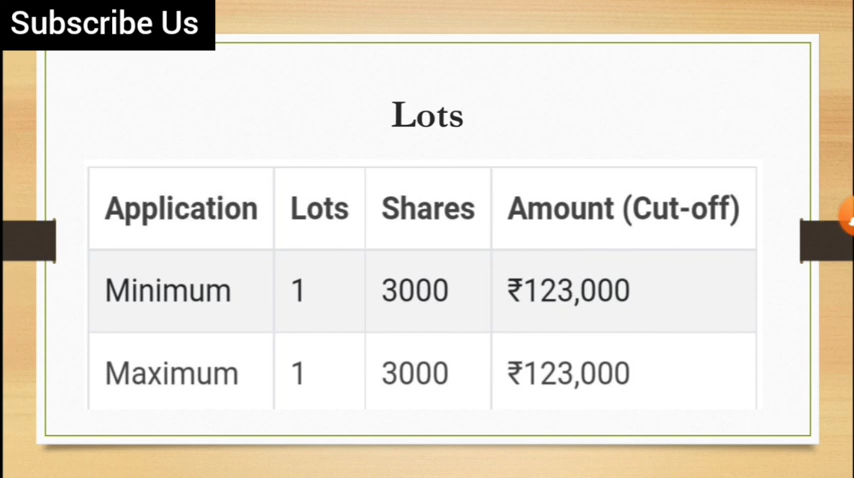 Subscribe Us
Lots
Application Lots Shares Amount (Cut-off)
Minimum 1 3000 ₹123,000
Maximum 1 3000 ₹123,000